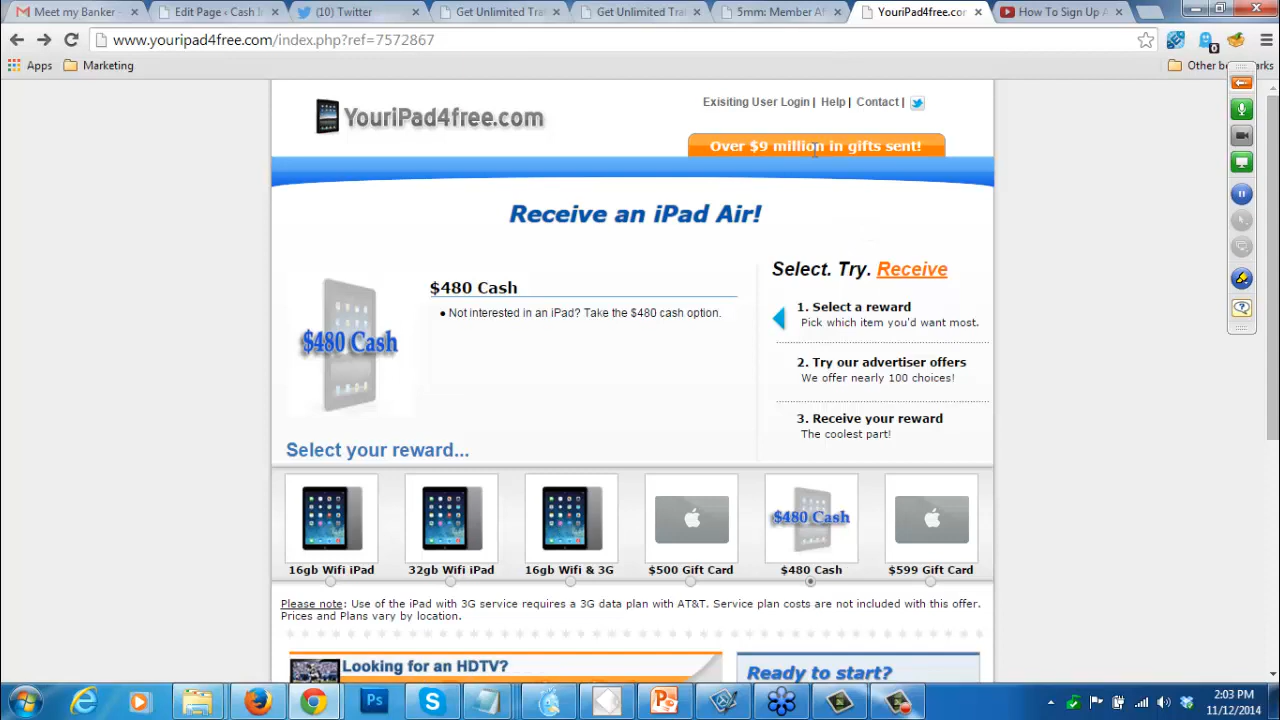 Meet my Banker -
Edit Page ‹ Cash I
(10) Twitter
Get Unlimited Tra
Get Unlimited Tra
5mm: Member A
YouriPad4free.co
How To Sign Up
www.youripad4free.com/index.php?ref=7572867
Apps
Marketing
Other bo
arks
YouriPad4free.com
Exisiting User Login | Help | Contact |
Over $9 million in gifts sent!
Receive an iPad Air!
$480 Cash
$480 Cash
• Not interested in an iPad? Take the $480 cash option.
Select. Try. Receive
1. Select a reward
Pick which item you'd want most.
2. Try our advertiser offers
We offer nearly 100 choices!
3. Receive your reward
The coolest part!
Select your reward...
$480 Cash
16gb Wifi iPad
32gb Wifi iPad
16gb Wifi & 3G
$500 Gift Card
$480 Cash
$599 Gift Card
Please note: Use of the iPad with 3G service requires a 3G data plan with AT&T. Service plan costs are not included with this offer.
Prices and Plans vary by location.
Looking for an HDTV?
Ready to start?
Ps
2:03 PM
11/12/2014